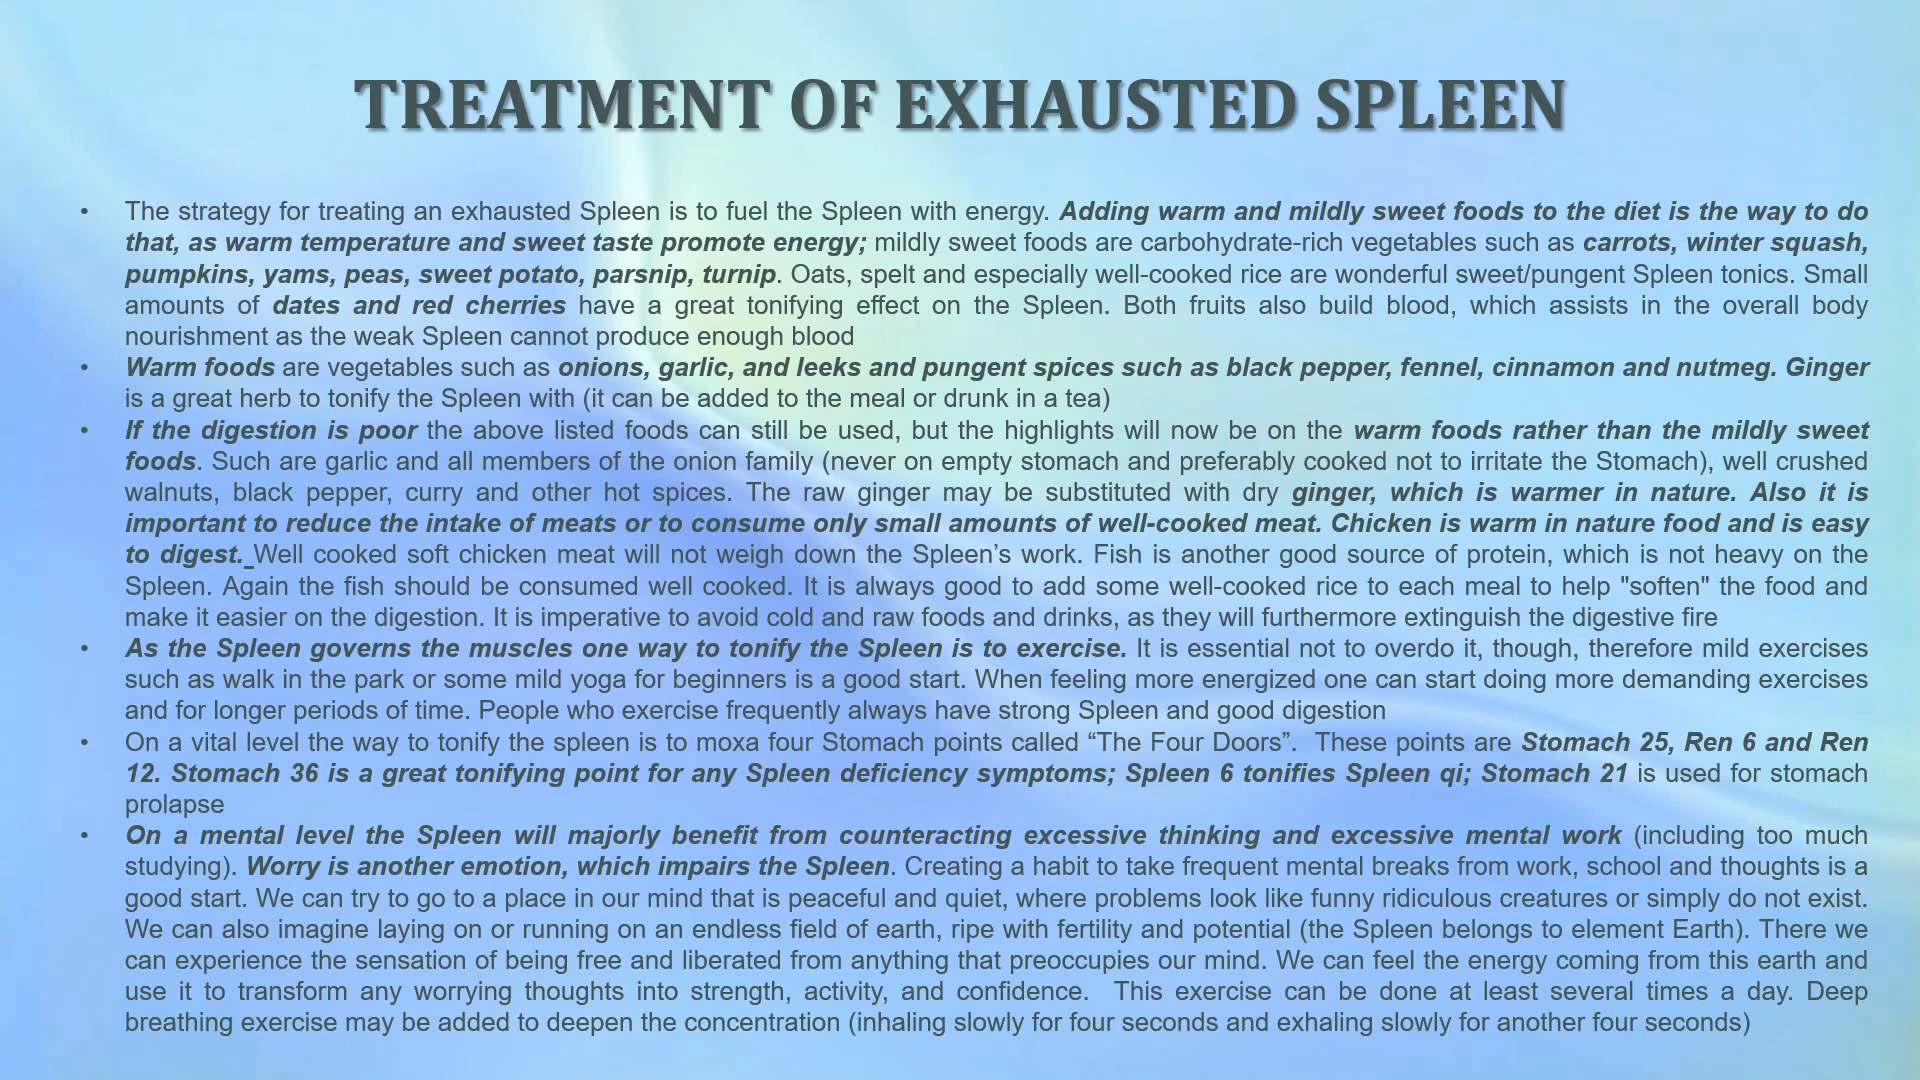 TREATMENT OF EXHAUSTED SPLEEN
• The strategy for treating an exhausted Spleen is to fuel the Spleen with energy. Adding warm and mildly sweet foods to the diet is the way to do
that, as warm temperature and sweet taste promote energy; mildly sweet foods are carbohydrate-rich vegetables such as carrots, winter squash,
pumpkins, yams, peas, sweet potato, parsnip, turnip. Oats, spelt and especially well-cooked rice are wonderful sweet/pungent Spleen tonics. Small
amounts of dates and red cherries have a great tonifying effect on the Spleen. Both fruits also build blood, which assists in the overall body
nourishment as the weak Spleen cannot produce enough blood
• Warm foods are vegetables such as onions, garlic, and leeks and pungent spices such as black pepper, fennel, cinnamon and nutmeg. Ginger
is a great herb to tonify the Spleen with (it can be added to the meal or drunk in a tea)
• If the digestion is poor the above listed foods can still be used, but the highlights will now be on the warm foods rather than the mildly sweet
foods. Such are garlic and all members of the onion family (never on empty stomach and preferably cooked not to irritate the Stomach), well crushed
walnuts, black pepper, curry and other hot spices. The raw ginger may be substituted with dry ginger, which is warmer in nature. Also it is
important to reduce the intake of meats or to consume only small amounts of well-cooked meat. Chicken is warm in nature food and is easy
to digest. Well cooked soft chicken meat will not weigh down the Spleen’s work. Fish is another good source of protein, which is not heavy on the
Spleen. Again the fish should be consumed well cooked. It is always good to add some well-cooked rice to each meal to help "soften" the food and
make it easier on the digestion. It is imperative to avoid cold and raw foods and drinks, as they will furthermore extinguish the digestive fire
• As the Spleen governs the muscles one way to tonify the Spleen is to exercise. It is essential not to overdo it, though, therefore mild exercises
such as walk in the park or some mild yoga for beginners is a good start. When feeling more energized one can start doing more demanding exercises
and for longer periods of time. People who exercise frequently always have strong Spleen and good digestion
• On a vital level the way to tonify the spleen is to moxa four Stomach points called “The Four Doors”. These points are Stomach 25, Ren 6 and Ren
12. Stomach 36 is a great tonifying point for any Spleen deficiency symptoms; Spleen 6 tonifies Spleen qi; Stomach 21 is used for stomach
prolapse
• On a mental level the Spleen will majorly benefit from counteracting excessive thinking and excessive mental work (including too much
studying). Worry is another emotion, which impairs the Spleen. Creating a habit to take frequent mental breaks from work, school and thoughts is a
good start. We can try to go to a place in our mind that is peaceful and quiet, where problems look like funny ridiculous creatures or simply do not exist.
We can also imagine laying on or running on an endless field of earth, ripe with fertility and potential (the Spleen belongs to element Earth). There we
can experience the sensation of being free and liberated from anything that preoccupies our mind. We can feel the energy coming from this earth and
use it to transform any worrying thoughts into strength, activity, and confidence. This exercise can be done at least several times a day. Deep
breathing exercise may be added to deepen the concentration (inhaling slowly for four seconds and exhaling slowly for another four seconds)